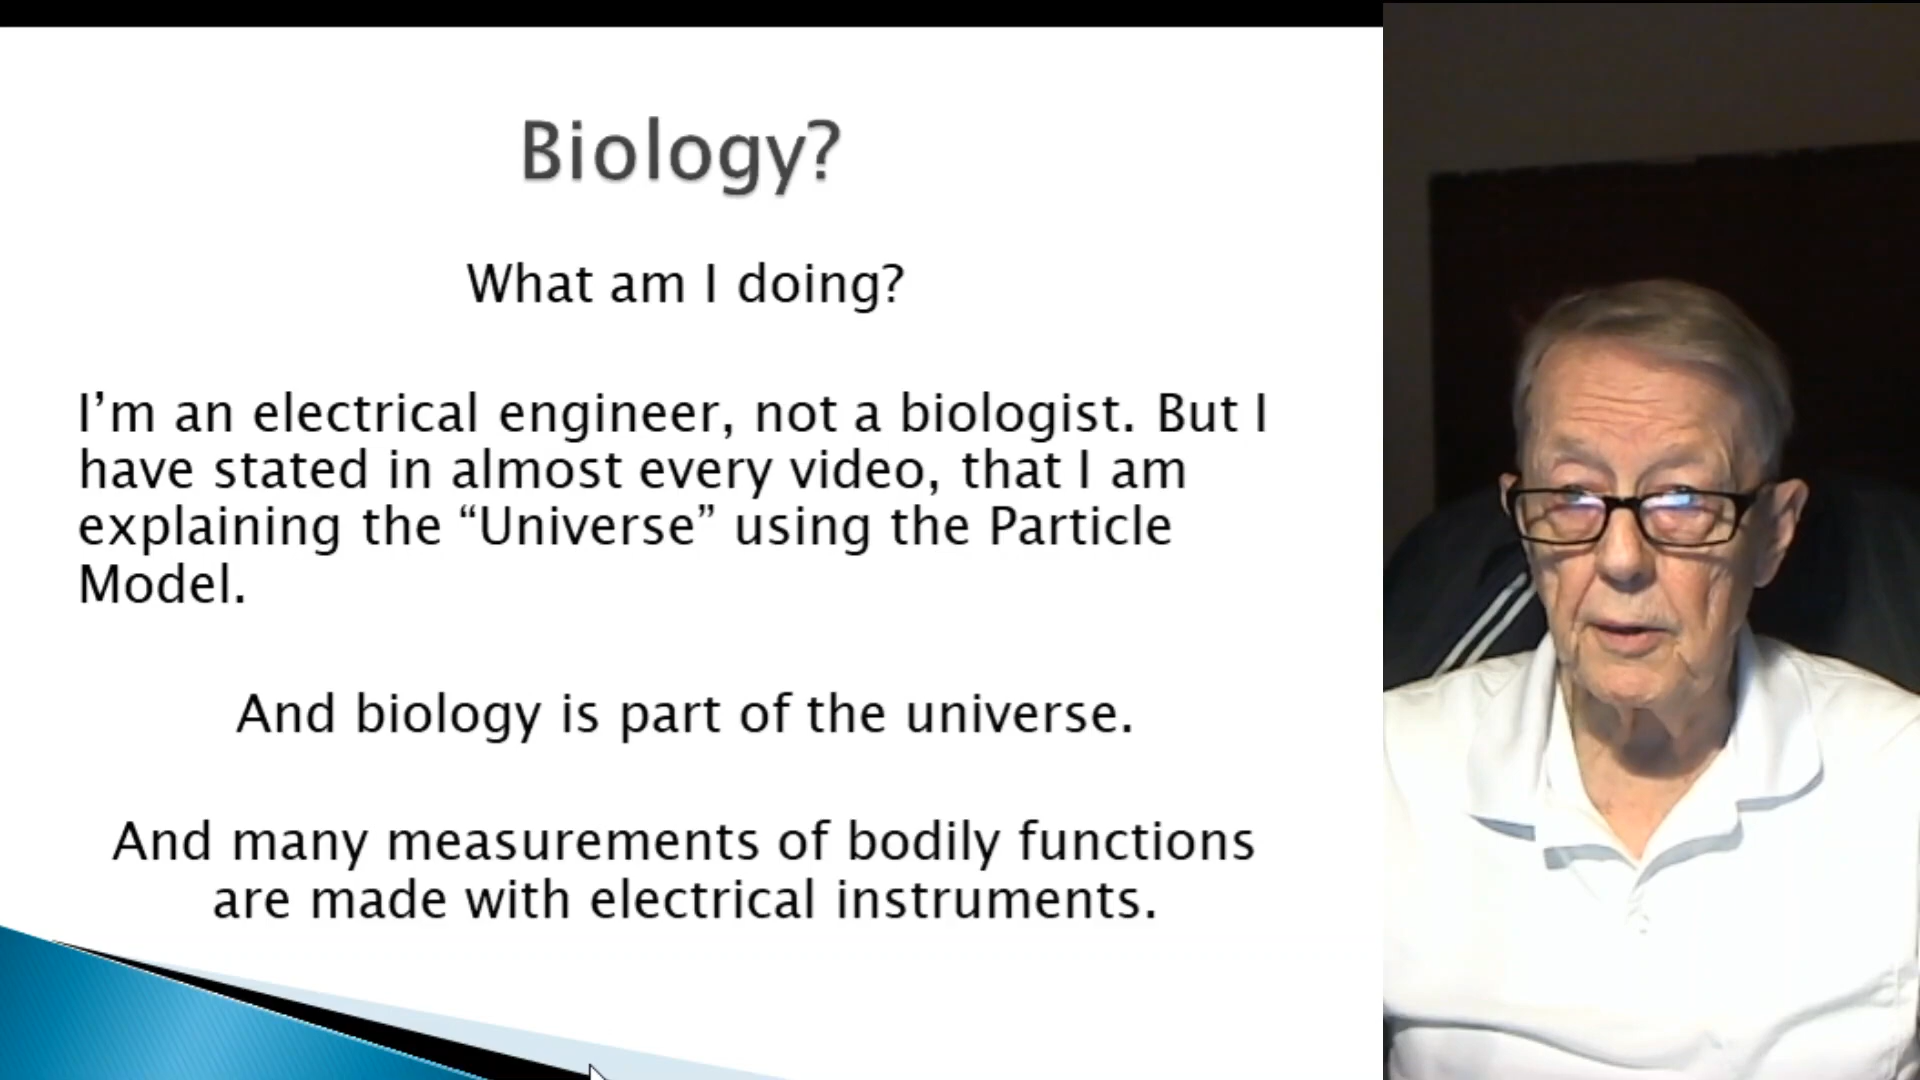 Biology?
What am I doing?
I’m an electrical engineer, not a biologist. But I
have stated in almost every video, that I am
explaining the “Universe” using the Particle
Model.
And biology is part of the universe.
And many measurements of bodily functions
are made with electrical instruments.